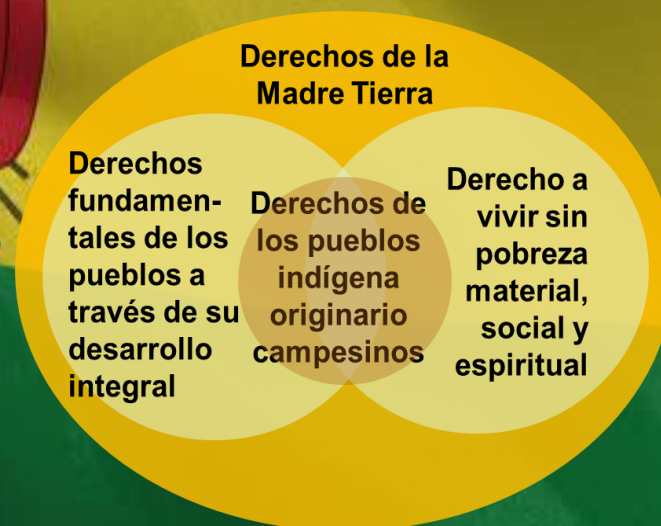 Derechos de la
Madre Tierra
Derechos
fundamen-
tales de los
pueblos a
través de su
desarrollo
integral
Derechos de
los pueblos
indígena
originario
campesinos
Derecho a
vivir sin
pobreza
material,
social y
espiritual